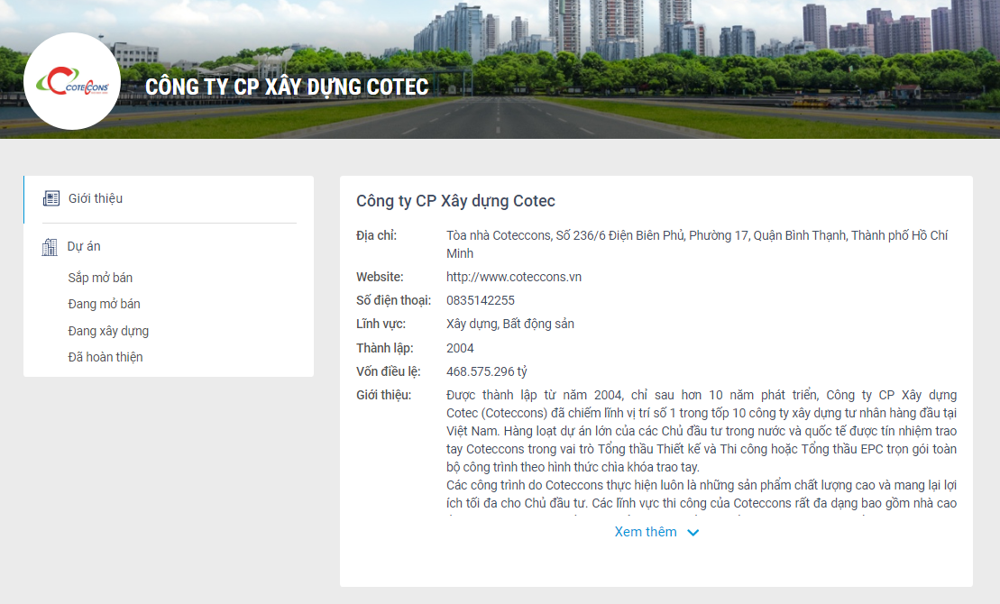 COTECCONS
CÔNG TY CP XÂY DỰNG COTEC
Giới thiệu
Dự án
Sắp mở bán
Đang mở bán
Đang xây dựng
Đã hoàn thiện
Công ty CP Xây dựng Cotec
Địa chỉ: Tòa nhà Coteccons, Số 236/6 Điện Biên Phủ, Phường 17, Quận Bình Thạnh, Thành phố Hồ Chí
Minh
Website: http://www.coteccons.vn
Số điện thoại: 0835142255
Lĩnh vực: Xây dựng, Bất động sản
Thành lập: 2004
Vốn điều lệ: 468.575.296 tỷ
Giới thiệu: Được thành lập từ năm 2004, chỉ sau hơn 10 năm phát triển, Công ty CP Xây dựng
Cotec (Coteccons) đã chiếm lĩnh vị trí số 1 trong tốp 10 công ty xây dựng tư nhân hàng đầu tại
Việt Nam. Hàng loạt dự án lớn của các Chủ đầu tư trong nước và quốc tế được tín nhiệm trao
tay Coteccons trong vai trò Tổng thầu Thiết kế và Thi công hoặc Tổng thầu EPC trọn gói toàn
bộ công trình theo hình thức chìa khóa trao tay.
Các công trình do Coteccons thực hiện luôn là những sản phẩm chất lượng cao và mang lại lợi
ích tối đa cho Chủ đầu tư. Các lĩnh vực thi công của Coteccons rất đa dạng bao gồm nhà cao
Xem thêm